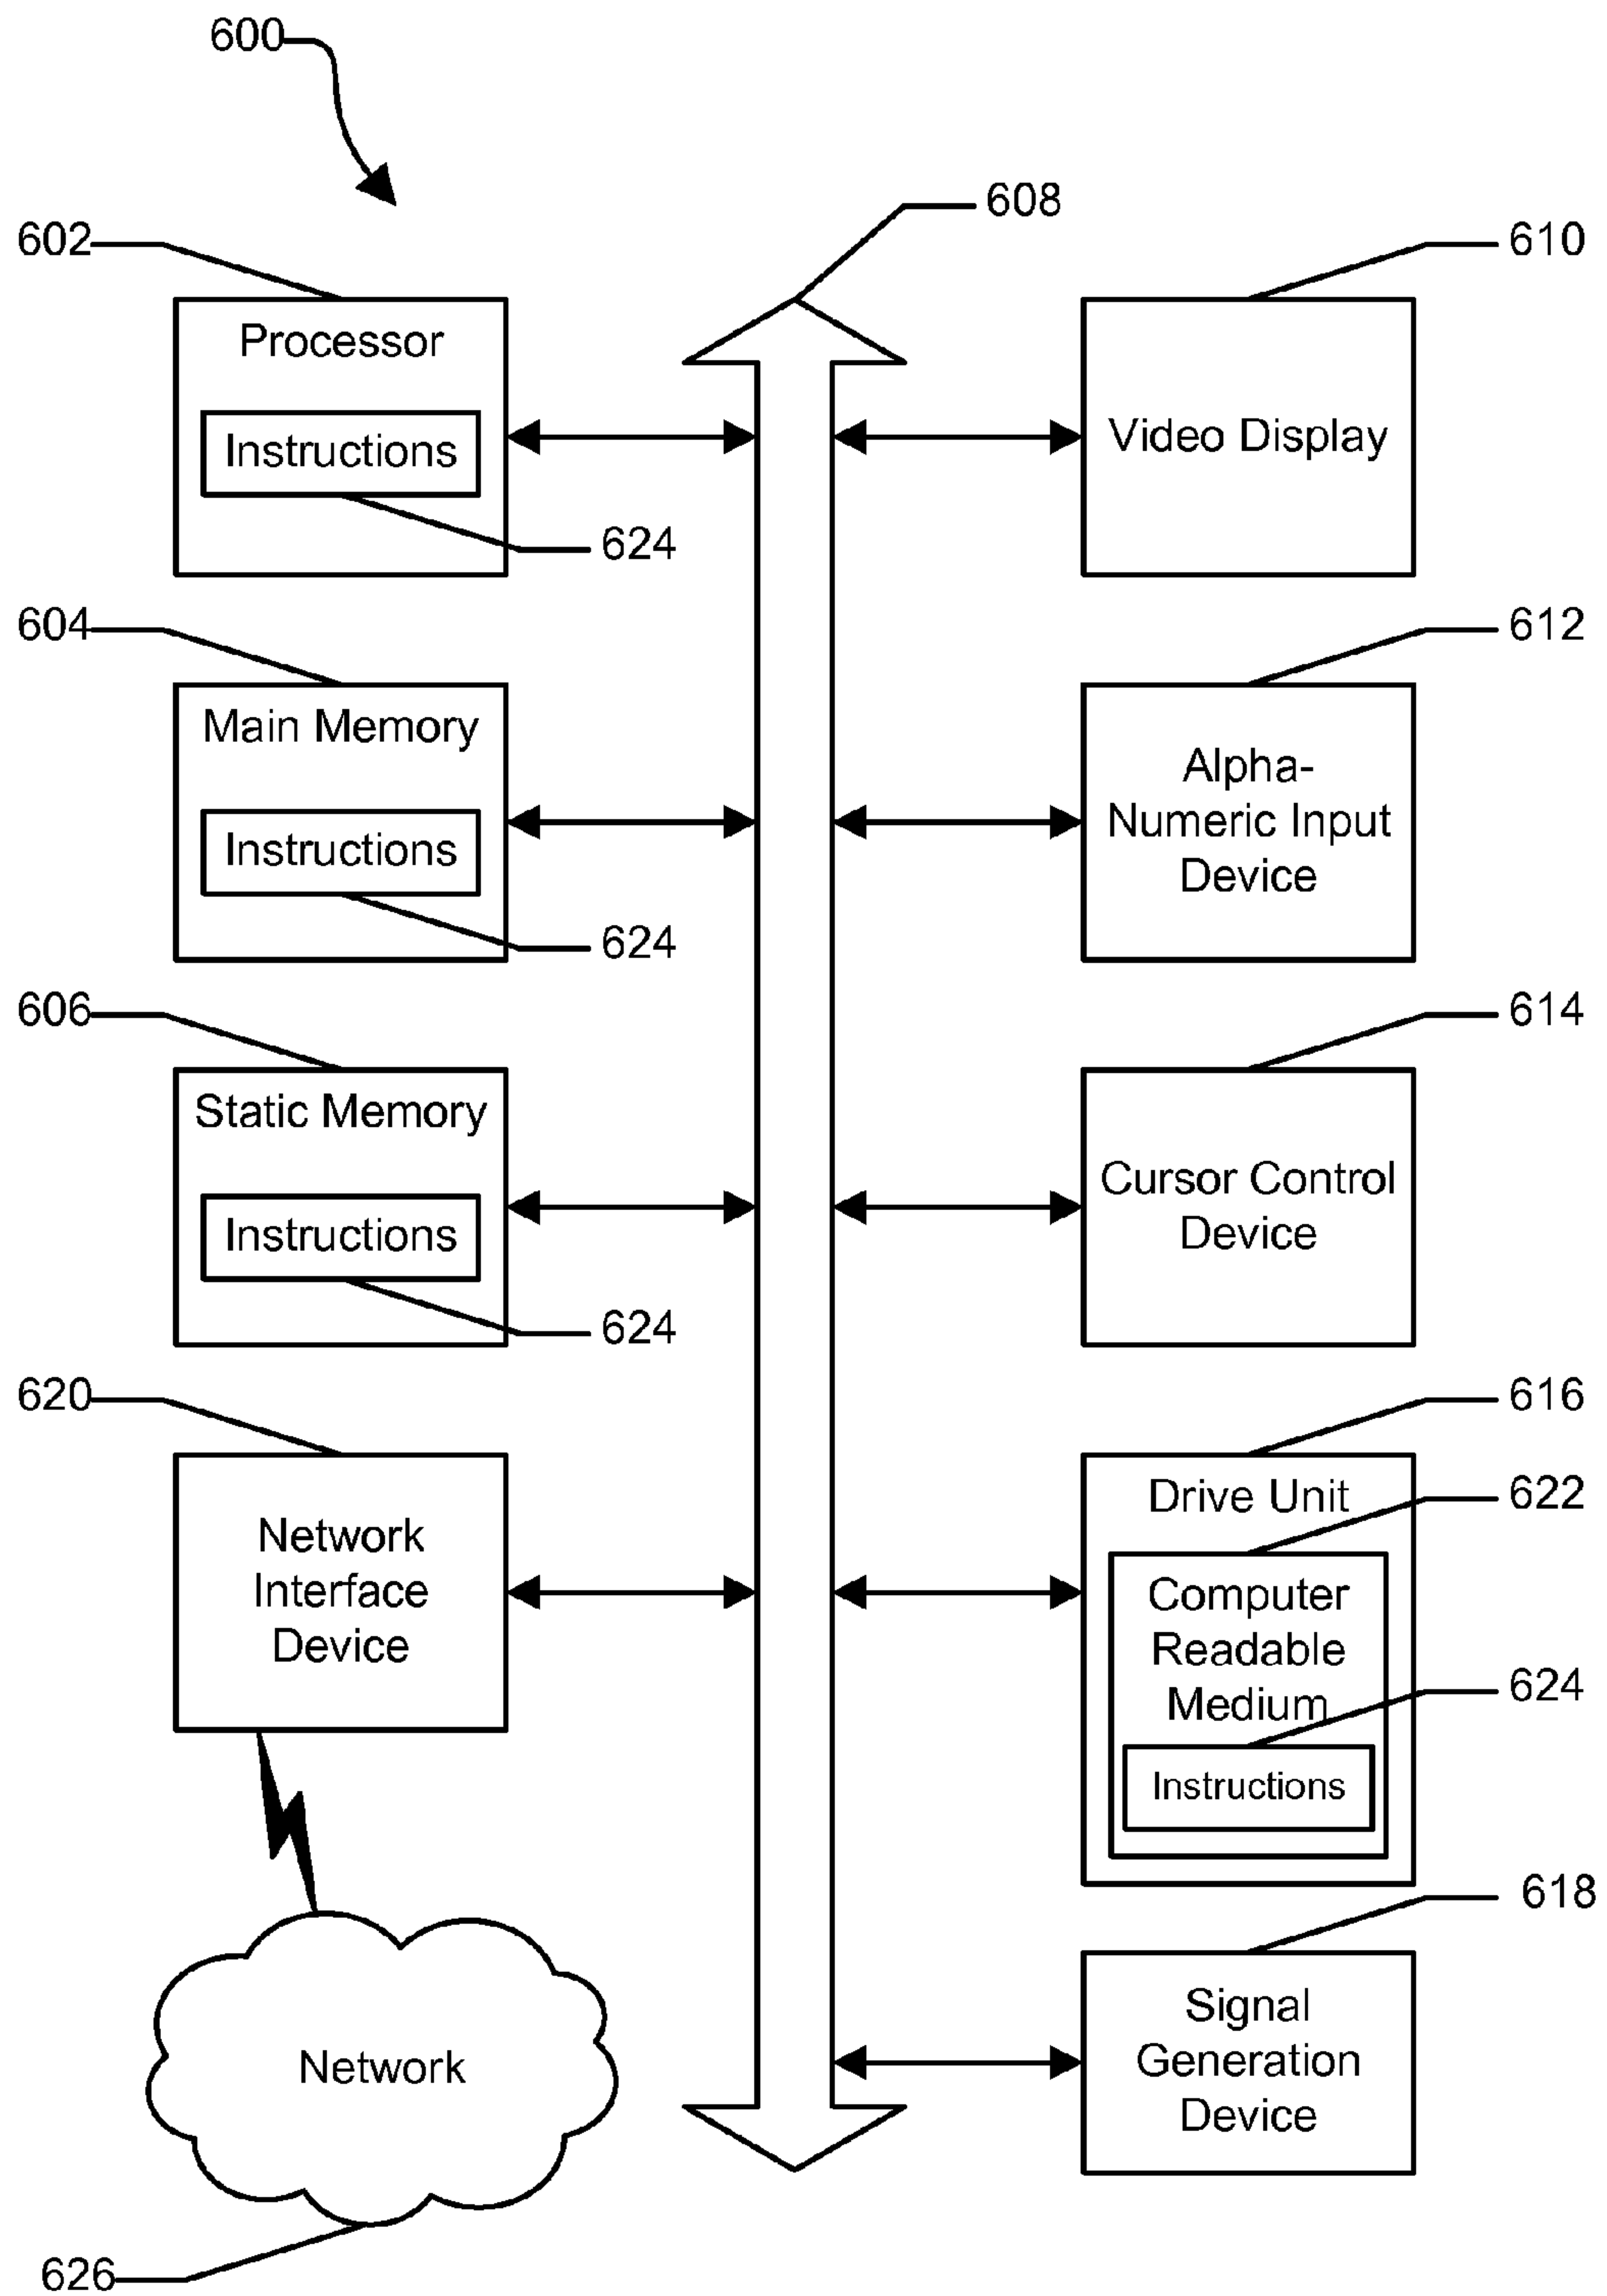 600
608
602
Processor
Instructions
624
604
Main Memory
Instructions
624
606
Static Memory
Instructions
624
620
Network
Interface
Device
Network
626
610
Video Display
612
Alpha-
Numeric Input
Device
614
Cursor Control
Device
616
Drive Unit
622
Computer
Readable
Medium
624
Instructions
618
Signal
Generation
Device